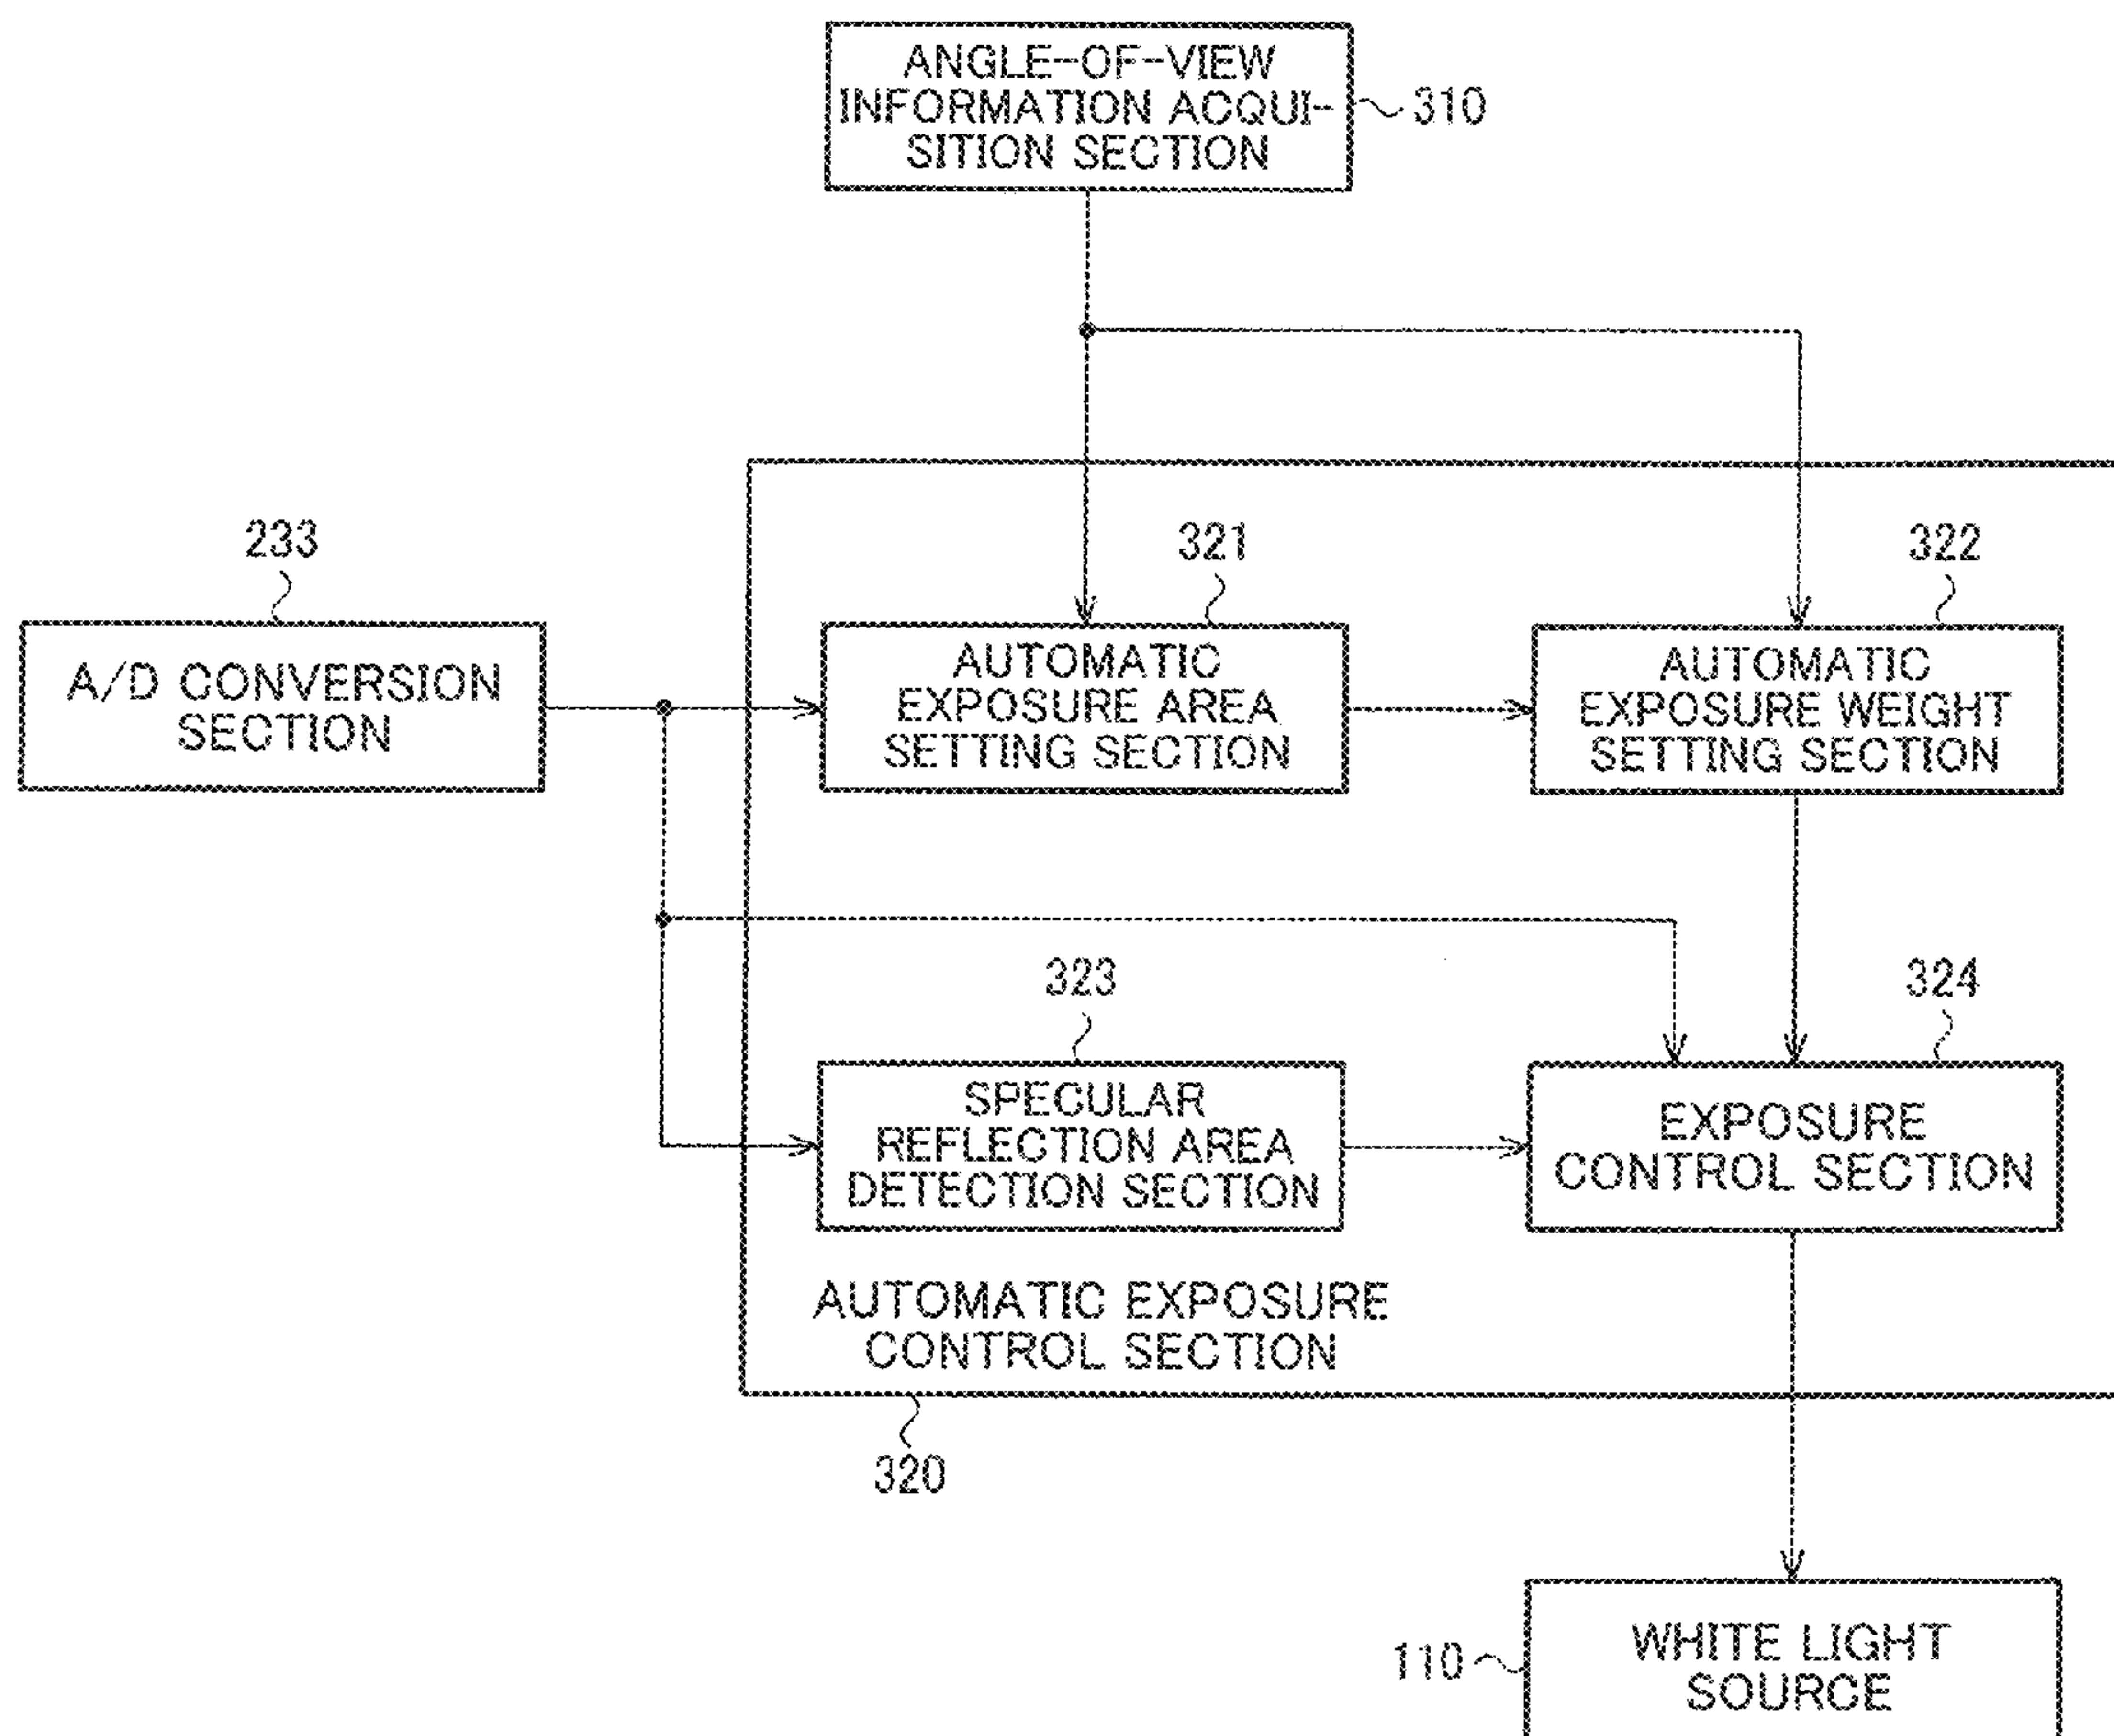 ANGLE-OF-VIEW
INFORMATION ACQUI-
SITION SECTION
310
233
321
322
A/D CONVERSION
SECTION
AUTOMATIC
EXPOSURE AREA
SETTING SECTION
AUTOMATIC
EXPOSURE WEIGHT
SETTING SECTION
323
324
SPECULAR
REFLECTION AREA
DETECTION SECTION
EXPOSURE
CONTROL SECTION
AUTOMATIC EXPOSURE
CONTROL SECTION
320
110
WHITE LIGHT
SOURCE